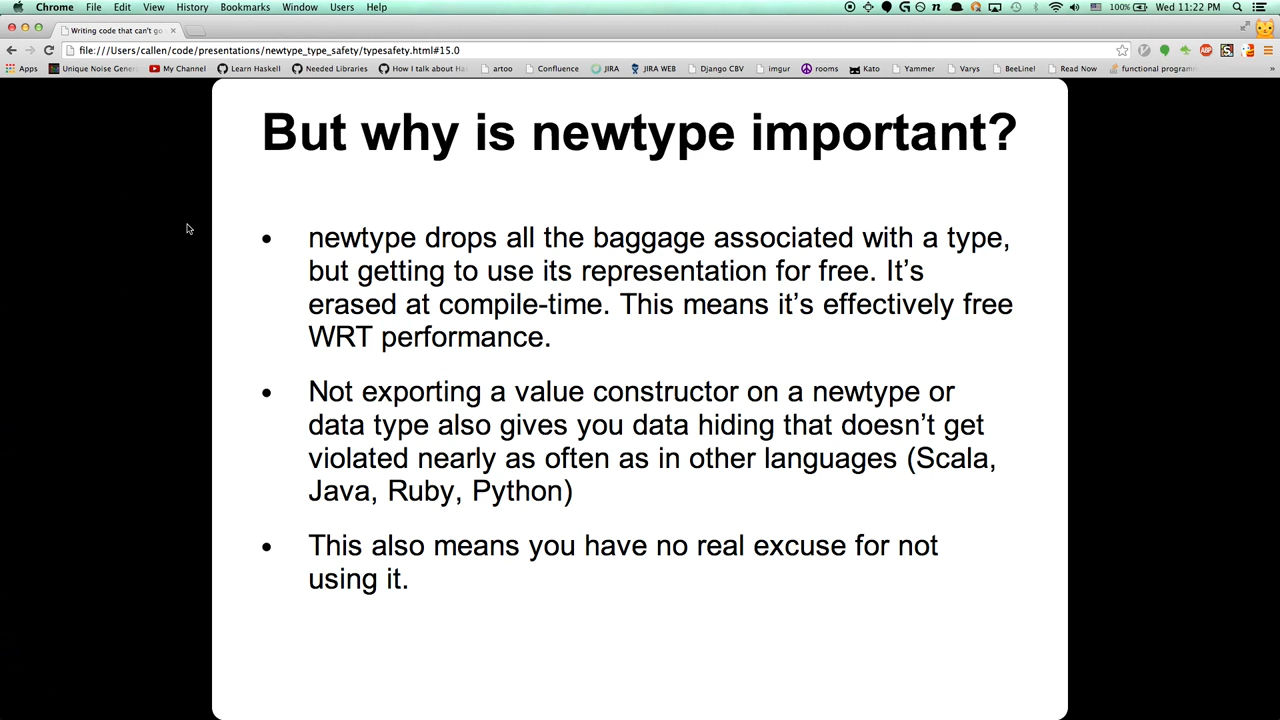 Chrome File Edit View History Bookmarks Window Users Help 100% Wed 11:22 PM
Writing code that can't go
file:///Users/callen/code/presentations/newtype_type_safety/typesafety.html#15.0
Apps Unique Noise Gener My Channel Learn Haskell Needed Libraries How I talk about Ha artoo Confluence JIRA JIRA WEB Django CBV imgur rooms Kato Yammer Varys BeeLine! Read Now functional program »
But why is newtype important?
• newtype drops all the baggage associated with a type,
but getting to use its representation for free. It's
erased at compile-time. This means it's effectively free
WRT performance.
• Not exporting a value constructor on a newtype or
data type also gives you data hiding that doesn't get
violated nearly as often as in other languages (Scala,
Java, Ruby, Python)
• This also means you have no real excuse for not
using it.